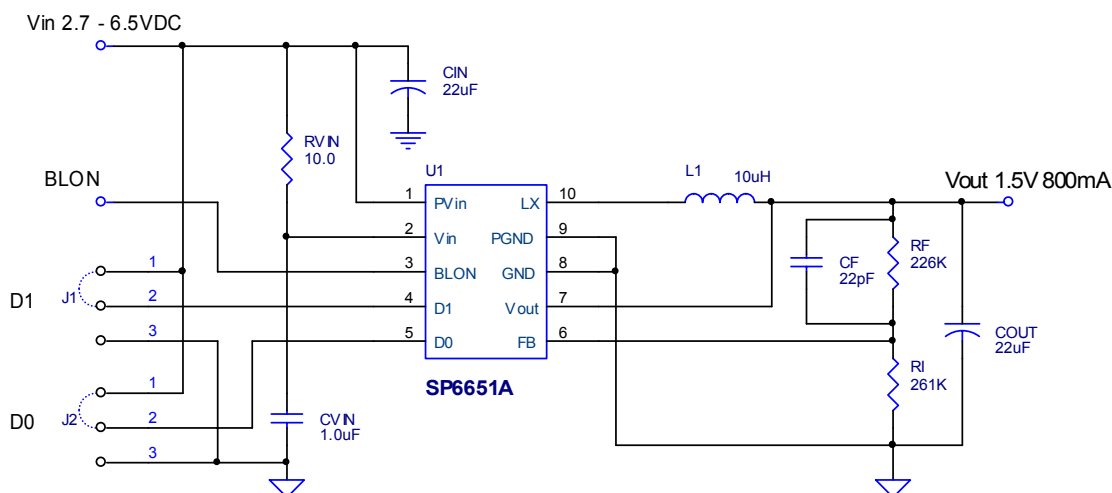 Vin 2.7 - 6.5VDC
CIN
22uF
RVIN
10.0
BLON
U1
1 PVin LX 10
2 Vin PGND 9
3 BLON GND 8
4 D1 Vout 7
5 D0 FB 6
SP6651A
L1 10uH
Vout 1.5V 800mA
CF
22pF
RF
226K
COUT
22uF
RI
261K
D1
J1
1
2
3
D0
J2
1
2
3
CVIN
1.0uF